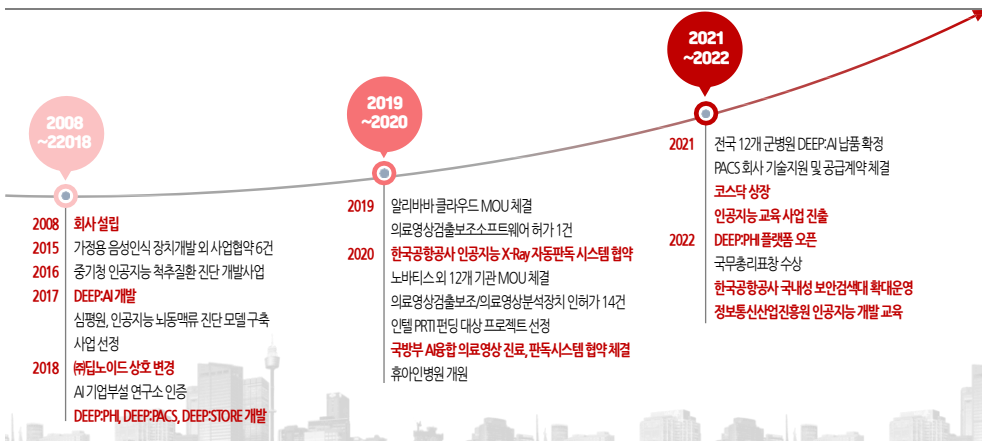 2008
~22018
2008 회사 설립
2015 가정용 음성인식 장치개발 외 사업협약 6건
2016 중기청 인공지능 척추질환 진단 개발사업
2017 DEEP:AI 개발
심평원, 인공지능 뇌동맥류 진단 모델 구축
사업 선정
2018 ㈜딥노이드 상호 변경
AI 기업부설 연구소 인증
DEEP:PHI, DEEP:PACS, DEEP:STORE 개발
2019
~2020
2019 알리바바 클라우드 MOU 체결
의료영상검출보조소프트웨어 허가 1건
2020 한국공항공사 인공지능 X-Ray 자동판독 시스템 협약
노바티스 외 12개 기관 MOU 체결
의료영상검출보조/의료영상분석장치 인허가 14건
인텔 PRTI 펀딩 대상 프로젝트 선정
국방부 AI융합 의료영상 진료, 판독시스템 협약 체결
휴아인병원 개원
2021
~2022
2021 전국 12개 군병원 DEEP:AI 납품 확정
PACS 회사 기술지원 및 공급계약 체결
코스닥 상장
인공지능 교육 사업 진출
2022 DEEP:PHI 플랫폼 오픈
국무총리표창 수상
한국공항공사 국내성 보안검색대 확대운영
정보통신산업진흥원 인공지능 개발 교육